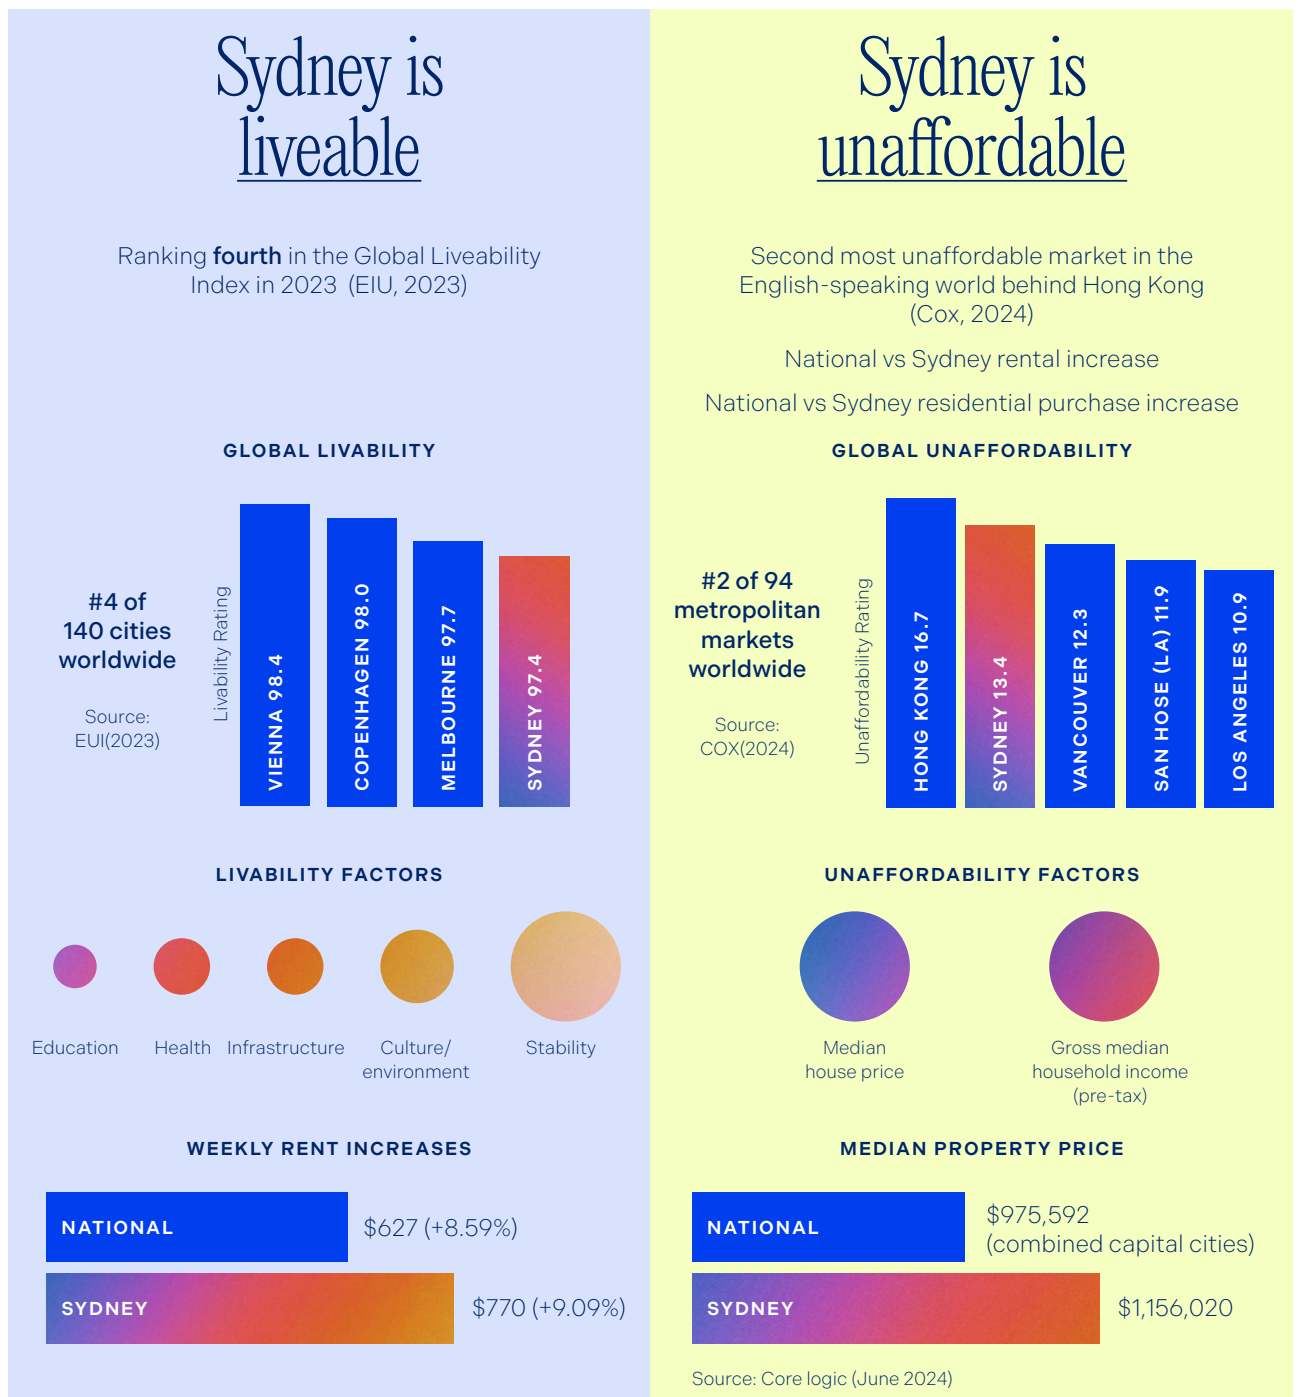 Sydney is
liveable
Ranking fourth in the Global Liveability
Index in 2023 (EIU, 2023)
GLOBAL LIVABILITY
#4 of
140 cities
worldwide
Source:
EUI(2023)
Livability Rating
VIENNA 98.4
COPENHAGEN 98.0
MELBOURNE 97.7
SYDNEY 97.4
LIVABILITY FACTORS
Education
Health
Infrastructure
Culture/
environment
Stability
WEEKLY RENT INCREASES
NATIONAL
$627 (+8.59%)
SYDNEY
$770 (+9.09%)
Sydney is
unaffordable
Second most unaffordable market in the
English-speaking world behind Hong Kong
(Cox, 2024)
National vs Sydney rental increase
National vs Sydney residential purchase increase
GLOBAL UNAFFORDABILITY
#2 of 94
metropolitan
markets
worldwide
Source:
COX(2024)
Unaffordability Rating
HONG KONG 16.7
SYDNEY 13.4
VANCOUVER 12.3
SAN HOSE (LA) 11.9
LOS ANGELES 10.9
UNAFFORDABILITY FACTORS
Median
house price
Gross median
household income
(pre-tax)
MEDIAN PROPERTY PRICE
NATIONAL
$975,592
(combined capital cities)
SYDNEY
$1,156,020
Source: Core logic (June 2024)